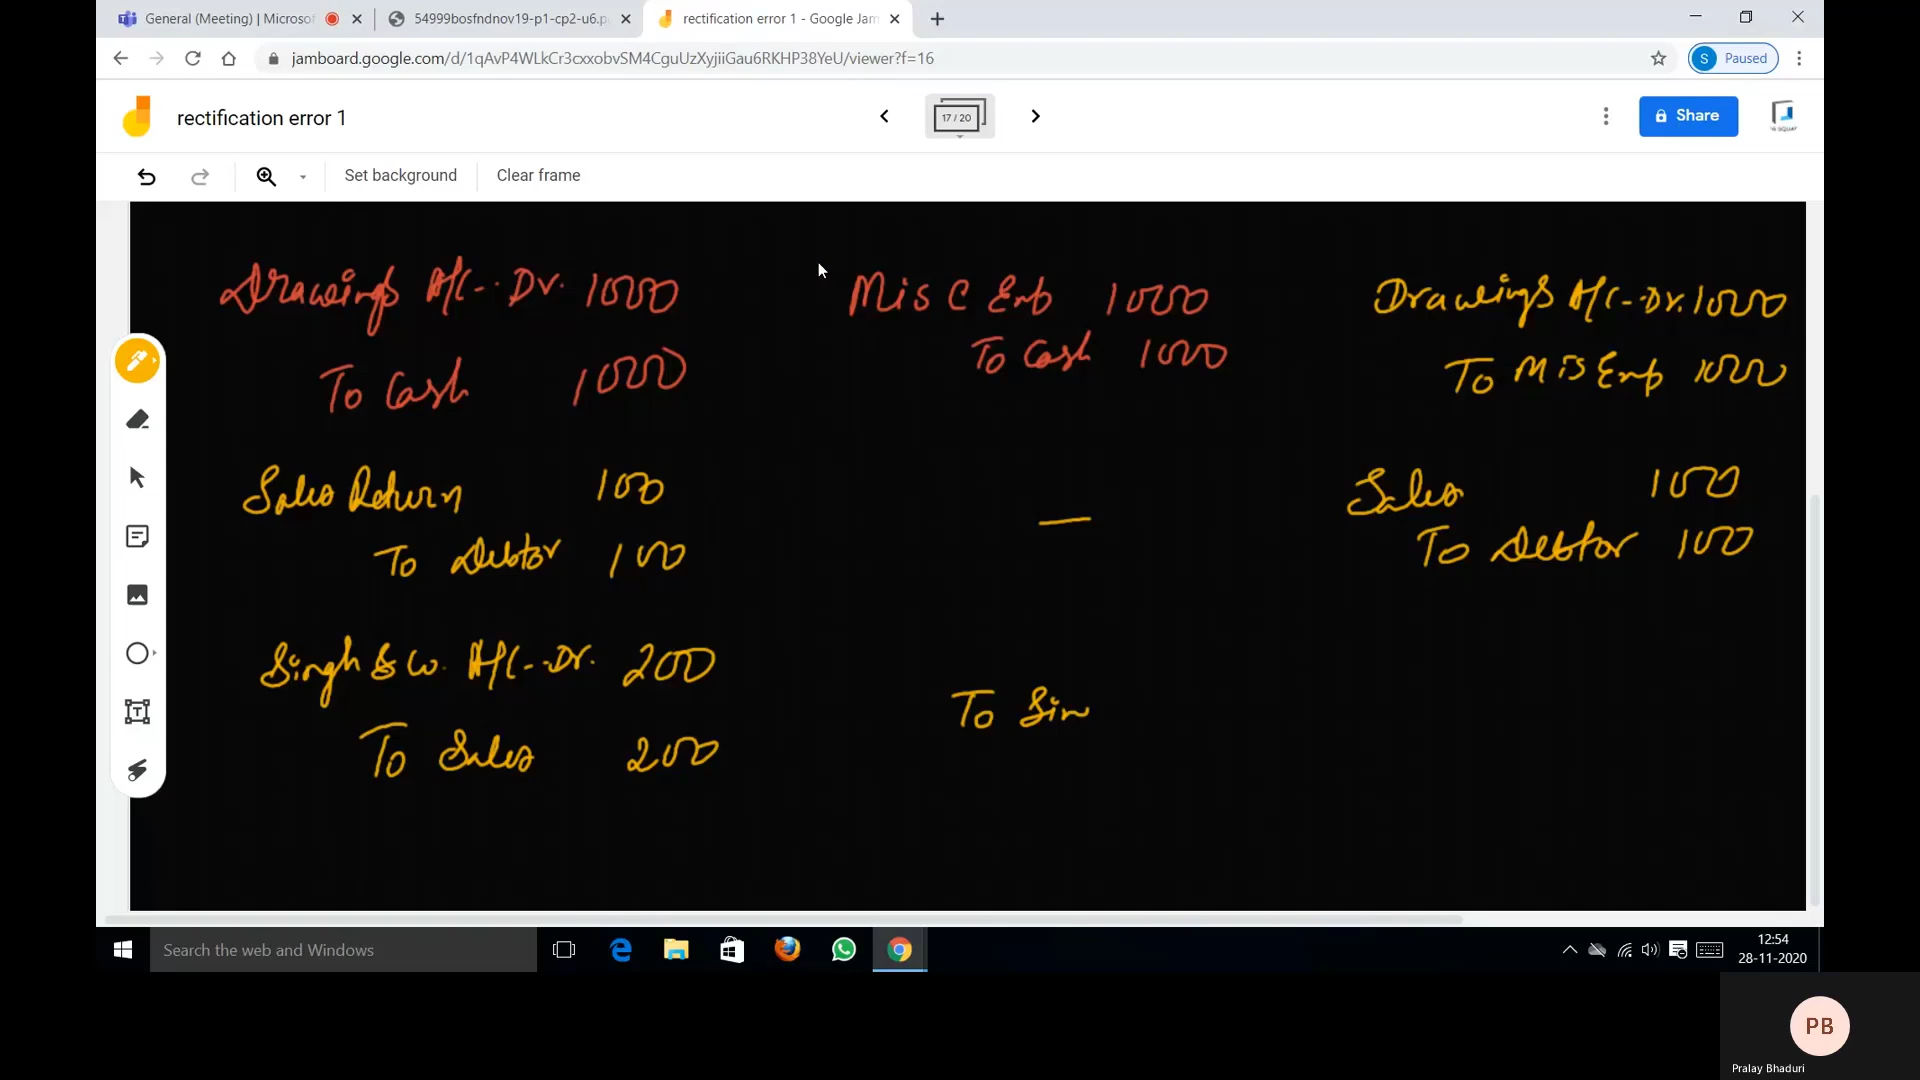 General (Meeting) | Microso
54999bosfndnov19-p1-cp2-u6.p
rectification error 1 - Google Jam
jamboard.google.com/d/1qAvP4WLkCr3cxxobvSM4CguUzXyjiiGau6RKHP38YeU/viewer?f=16
S Paused
rectification error 1
17 / 20
Share
Set background
Clear frame
Drawings A/C-.Dr. 1000
To Cash 1000
Misc Exp 1000
To Cash 1000
Drawings A/C-.Dr. 1000
To Mis Exp 1000
Sales Return 100
To Debtor 100
—
Sales 100
To Debtor 100
Singh & Co. A/C-.Dr. 200
To Sales 200
To Sin
Search the web and Windows
12:54
28-11-2020
PB
Pralay Bhaduri